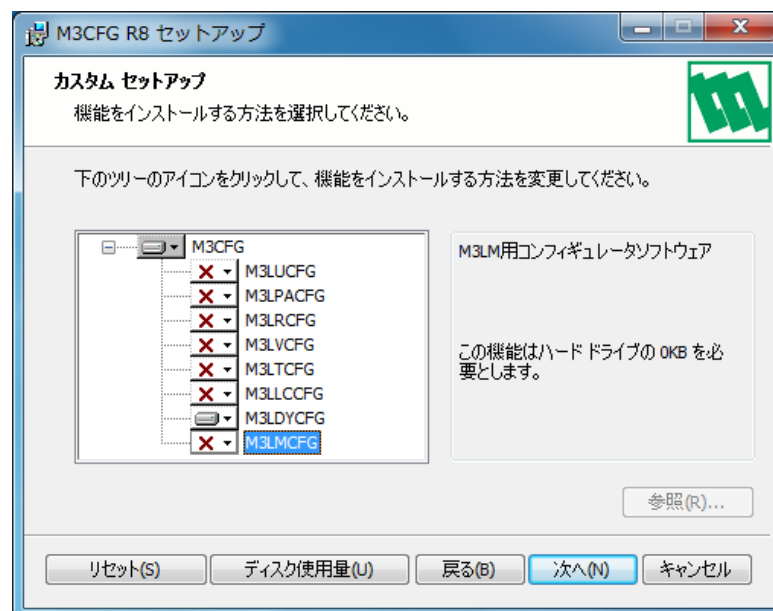 M3CFG R8 セットアップ
カスタム セットアップ
機能をインストールする方法を選択してください。
下のツリーのアイコンをクリックして、機能をインストールする方法を変更してください。
M3CFG
M3LUCFG
M3LPACFG
M3LRCFG
M3LVCFG
M3LTCFG
M3LLCCFG
M3LDYCFG
M3LMCFG
M3LM用コンフィギュレータソフトウェア
この機能はハード ドライブの 0KB を必
要とします。
参照(R)...
リセット(S)
ディスク使用量(U)
戻る(B)
次へ(N)
キャンセル